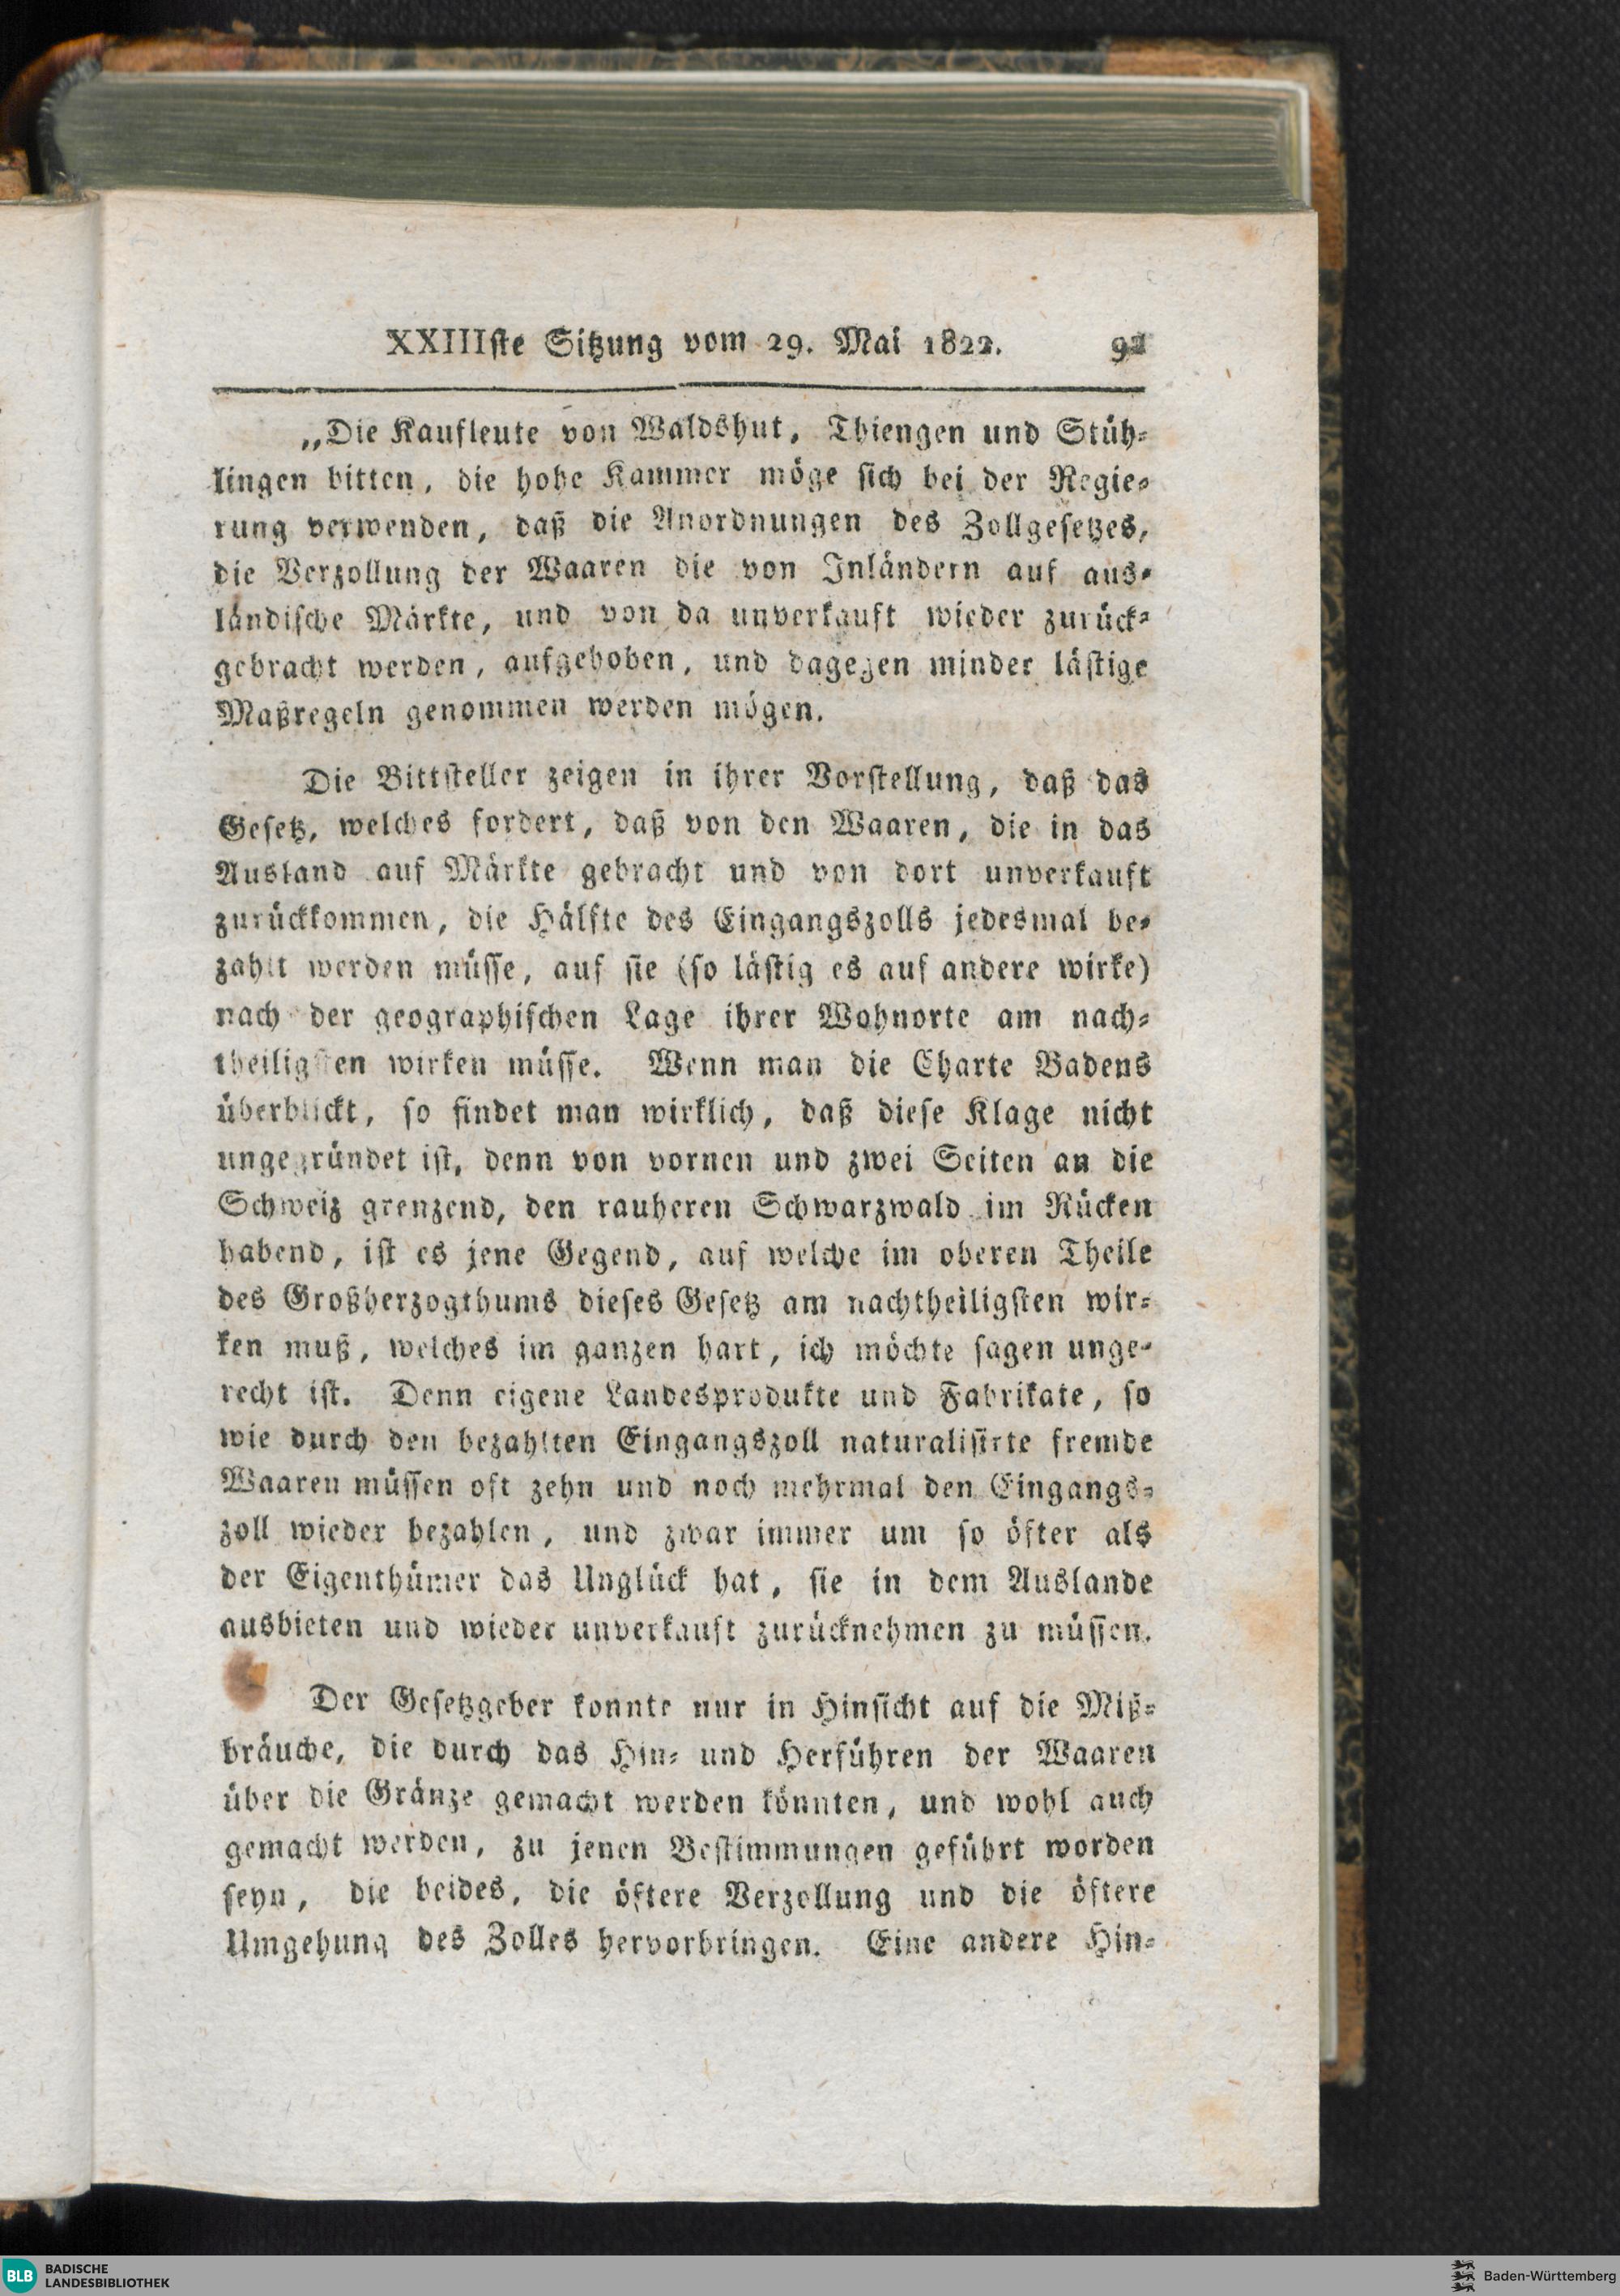 XXIIIste Sitzung vom 29. Mai 1822. 91
„Die Kaufleute von Waldshut, Thiengen und Stüh-
lingen bitten, die hohe Kammer möge sich bei der Regie-
rung verwenden, daß die Anordnungen des Zollgesetzes,
die Verzollung der Waaren die von Inländern auf aus-
ländische Märkte, und von da unverkauft wieder zurück-
gebracht werden, aufgehoben, und dagegen minder lästige
Maßregeln genommen werden mögen.
Die Bittsteller zeigen in ihrer Vorstellung, daß das
Gesetz, welches fordert, daß von den Waaren, die in das
Ausland auf Märkte gebracht und von dort unverkauft
zurückkommen, die Hälfte des Eingangszolls jedesmal be-
zahlt werden müsse, auf sie (so lästig es auf andere wirke)
nach der geographischen Lage ihrer Wohnorte am nach-
theiligsten wirken müsse. Wenn man die Charte Badens
überblickt, so findet man wirklich, daß diese Klage nicht
ungegründet ist, denn von vornen und zwei Seiten an die
Schweiz grenzend, den rauheren Schwarzwald im Rücken
habend, ist es jene Gegend, auf welche im oberen Theile
des Großherzogthums dieses Gesetz am nachtheiligsten wir-
ken muß, welches im ganzen hart, ich möchte sagen unge-
recht ist. Denn eigene Landesprodukte und Fabrikate, so
wie durch den bezahlten Eingangszoll naturalisirte fremde
Waaren müssen oft zehn und noch mehrmal den Eingangs-
zoll wieder bezahlen, und zwar immer um so öfter als
der Eigenthümer das Unglück hat, sie in dem Auslande
ausbieten und wieder unverkauft zurücknehmen zu müssen.
Der Gesetzgeber konnte nur in Hinsicht auf die Miß-
bräuche, die durch das Hin- und Herführen der Waaren
über die Gränze gemacht werden könnten, und wohl auch
gemacht werden, zu jenen Bestimmungen geführt worden
seyn, die beides, die öftere Verzollung und die öftere
Umgehung des Zolles hervorbringen. Eine andere Hin-
BLB BADISCHE
LANDESBIBLIOTHEK
Baden-Württemberg